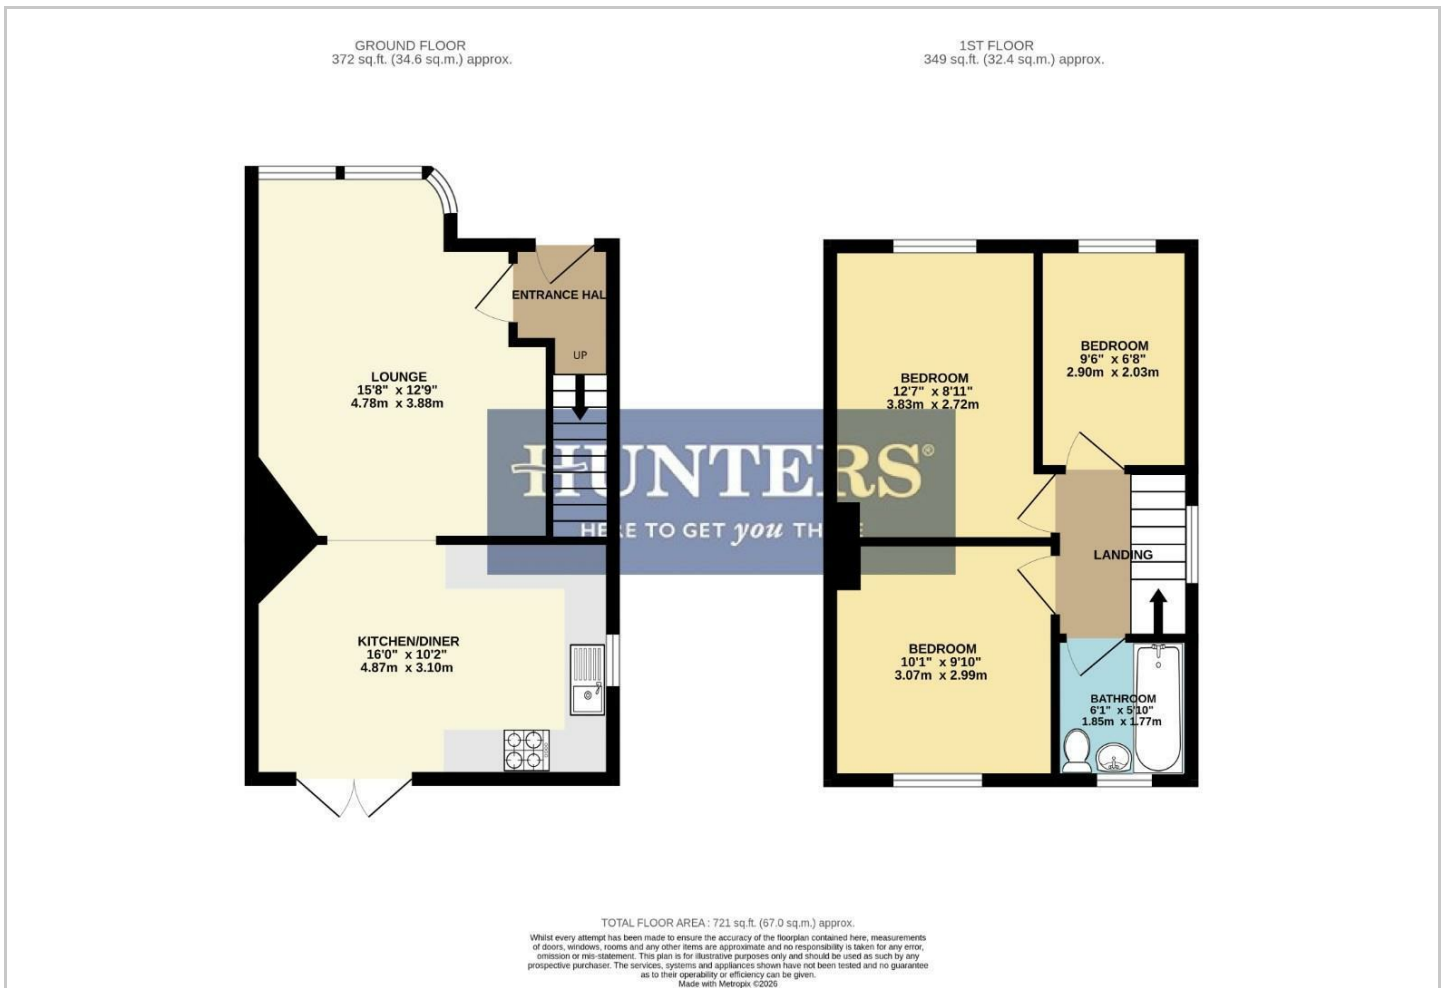 GROUND FLOOR
372 sq.ft. (34.6 sq.m.) approx.
1ST FLOOR
349 sq.ft. (32.4 sq.m.) approx.
ENTRANCE HAL
UP
LOUNGE
15'8" x 12'9"
4.78m x 3.88m
KITCHEN/DINER
16'0" x 10'2"
4.87m x 3.10m
BEDROOM
12'7" x 8'11"
3.83m x 2.72m
BEDROOM
9'6" x 6'8"
2.90m x 2.03m
LANDING
BEDROOM
10'1" x 9'10"
3.07m x 2.99m
BATHROOM
6'1" x 5'10"
1.85m x 1.77m
HUNTERS®
HERE TO GET you
TOTAL FLOOR AREA : 721 sq.ft. (67.0 sq.m.) approx.
Whilst every attempt has been made to ensure the accuracy of the floorplan contained here, measurements
of doors, windows, rooms and any other items are approximate and no responsibility is taken for any error,
omission or mis-statement. This plan is for illustrative purposes only and should be used as such by any
prospective purchaser. The services, systems and appliances shown have not been tested and no guarantee
as to their operability or efficiency can be given.
Made with Metropix ©2026